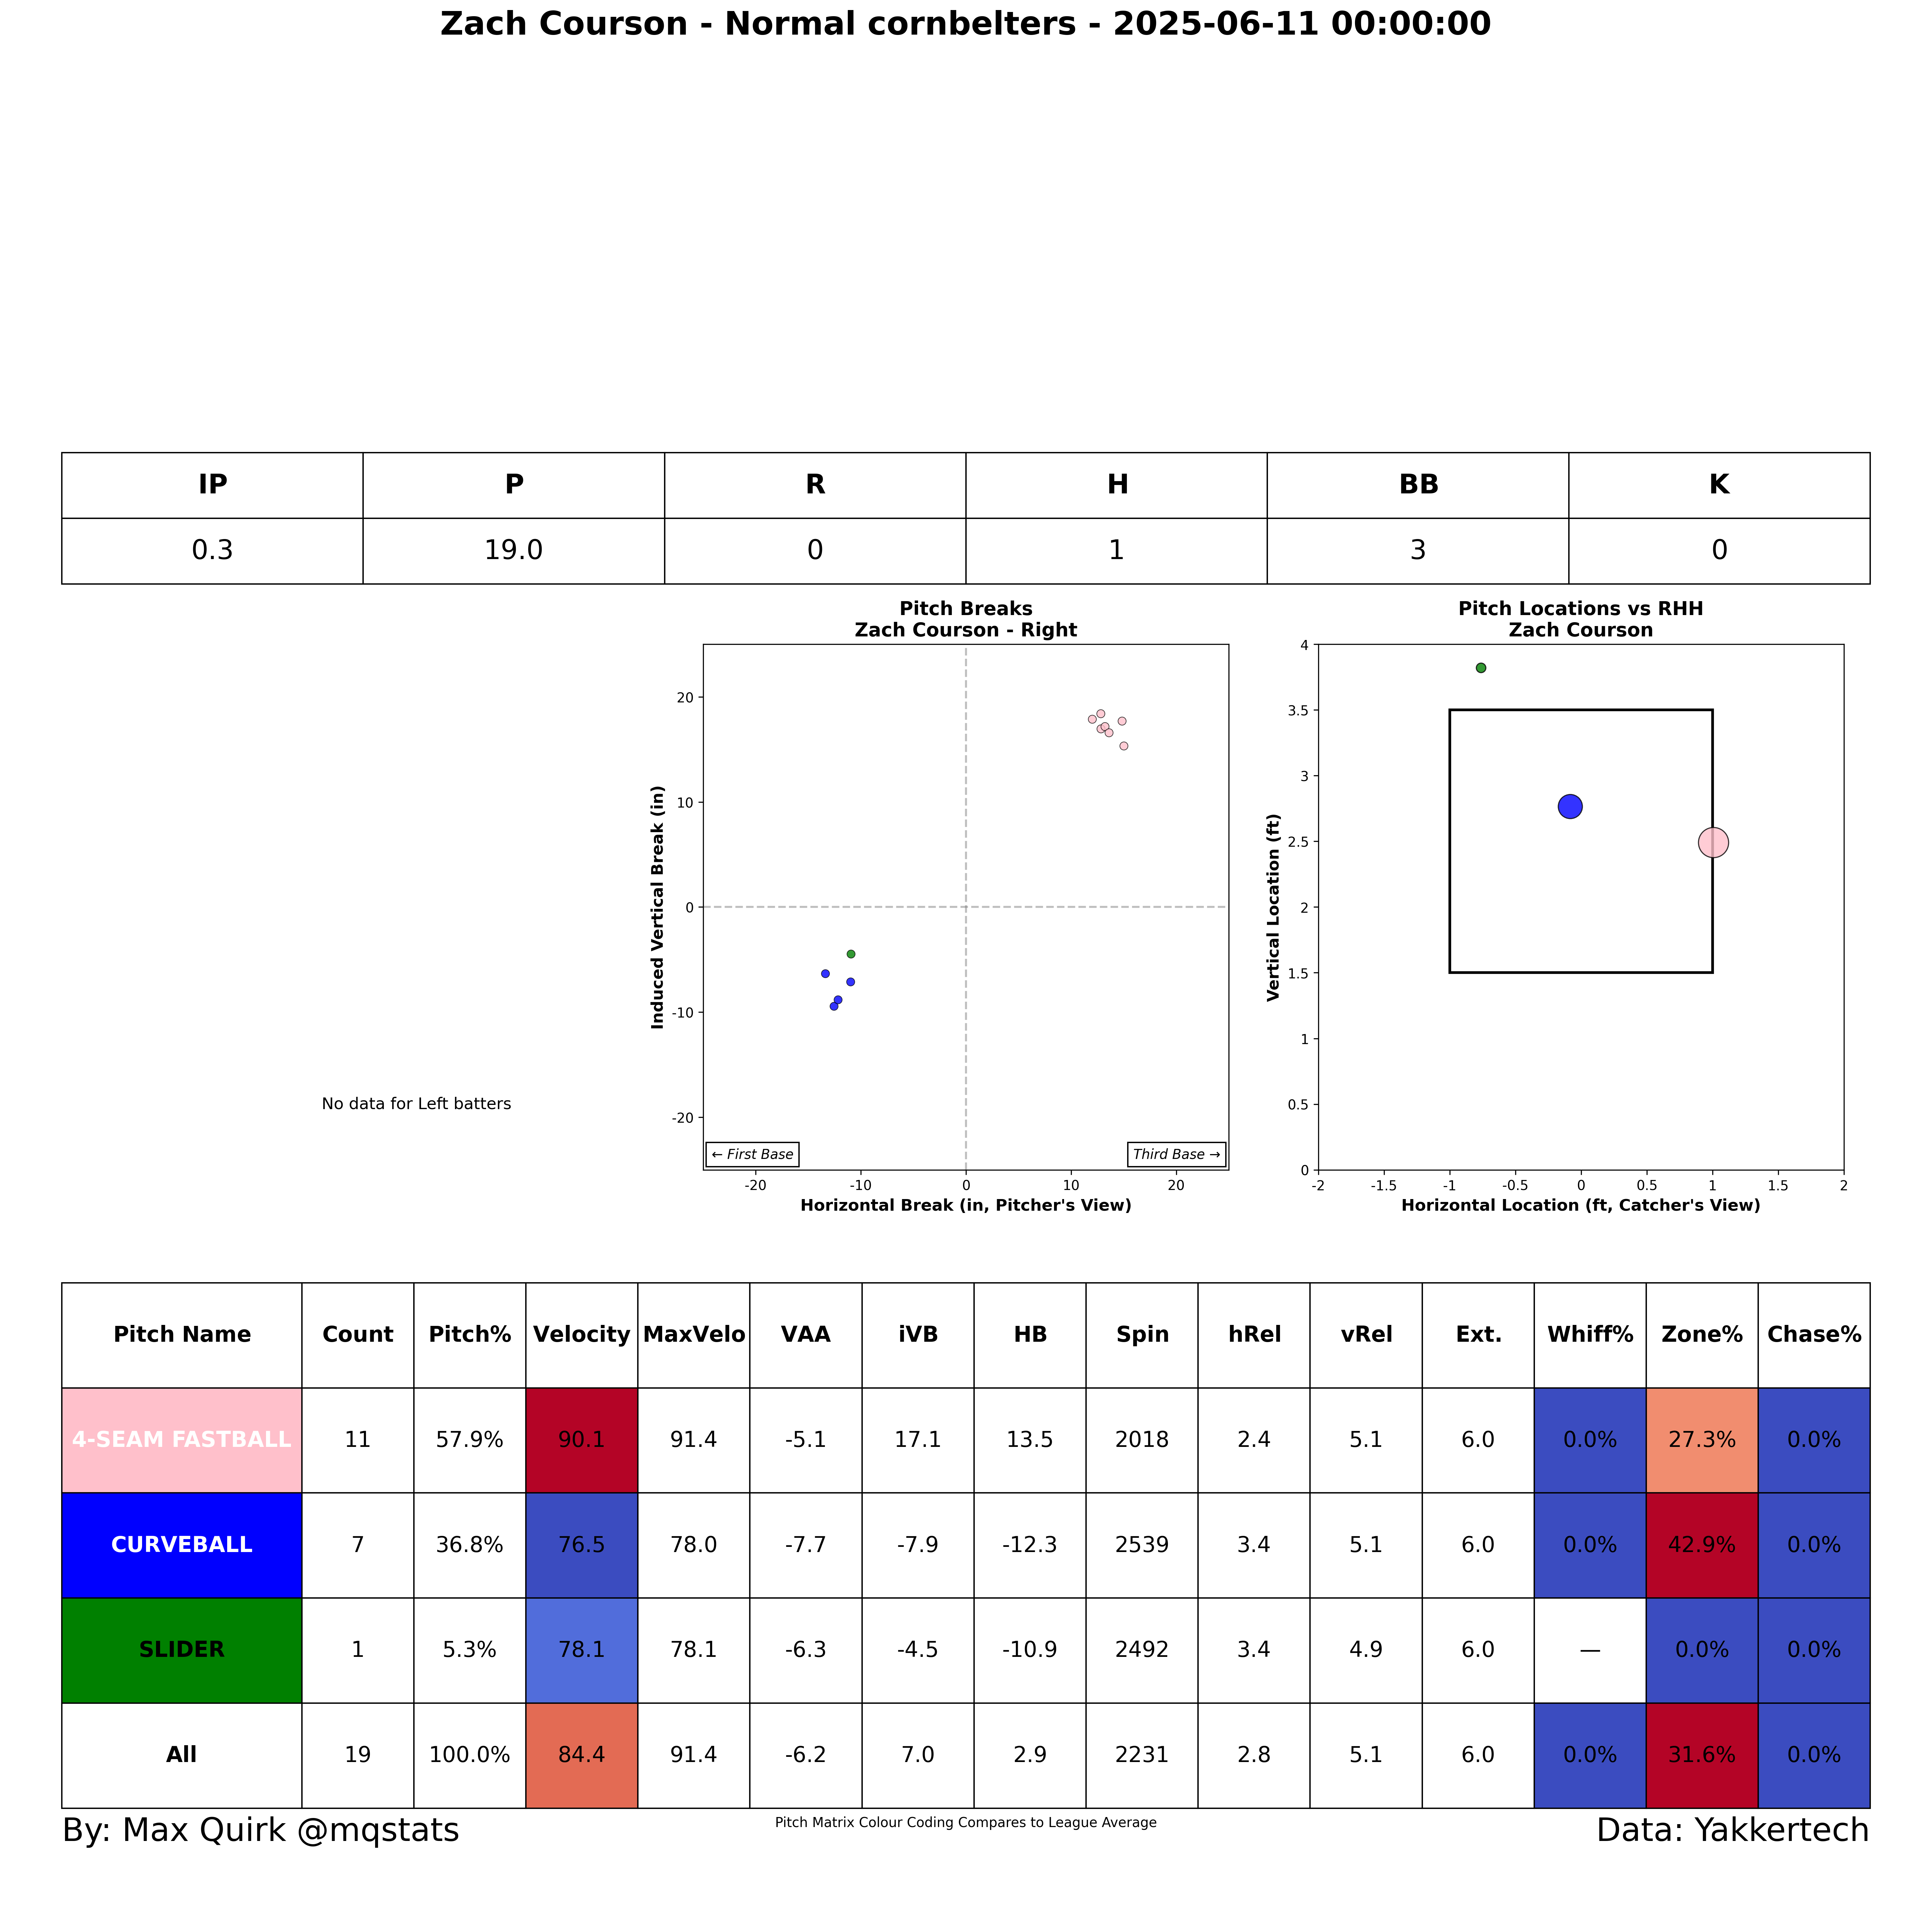 Zach Courson - Normal cornbelters - 2025-06-11 00:00:00
IP P R H BB K
0.3 19.0 0 1 3 0
No data for Left batters
Pitch Breaks
Zach Courson - Right
Induced Vertical Break (in)
20
10
0
-10
-20
← First Base Third Base →
-20 -10 0 10 20
Horizontal Break (in, Pitcher's View)
Pitch Locations vs RHH
Zach Courson
Vertical Location (ft)
4
3.5
3
2.5
2
1.5
1
0.5
0
-2 -1.5 -1 -0.5 0 0.5 1 1.5 2
Horizontal Location (ft, Catcher's View)
Pitch Name Count Pitch% Velocity MaxVelo VAA iVB HB Spin hRel vRel Ext. Whiff% Zone% Chase%
4-SEAM FASTBALL 11 57.9% 90.1 91.4 -5.1 17.1 13.5 2018 2.4 5.1 6.0 0.0% 27.3% 0.0%
CURVEBALL 7 36.8% 76.5 78.0 -7.7 -7.9 -12.3 2539 3.4 5.1 6.0 0.0% 42.9% 0.0%
SLIDER 1 5.3% 78.1 78.1 -6.3 -4.5 -10.9 2492 3.4 4.9 6.0 — 0.0% 0.0%
All 19 100.0% 84.4 91.4 -6.2 7.0 2.9 2231 2.8 5.1 6.0 0.0% 31.6% 0.0%
By: Max Quirk @mqstats
Pitch Matrix Colour Coding Compares to League Average
Data: Yakkertech